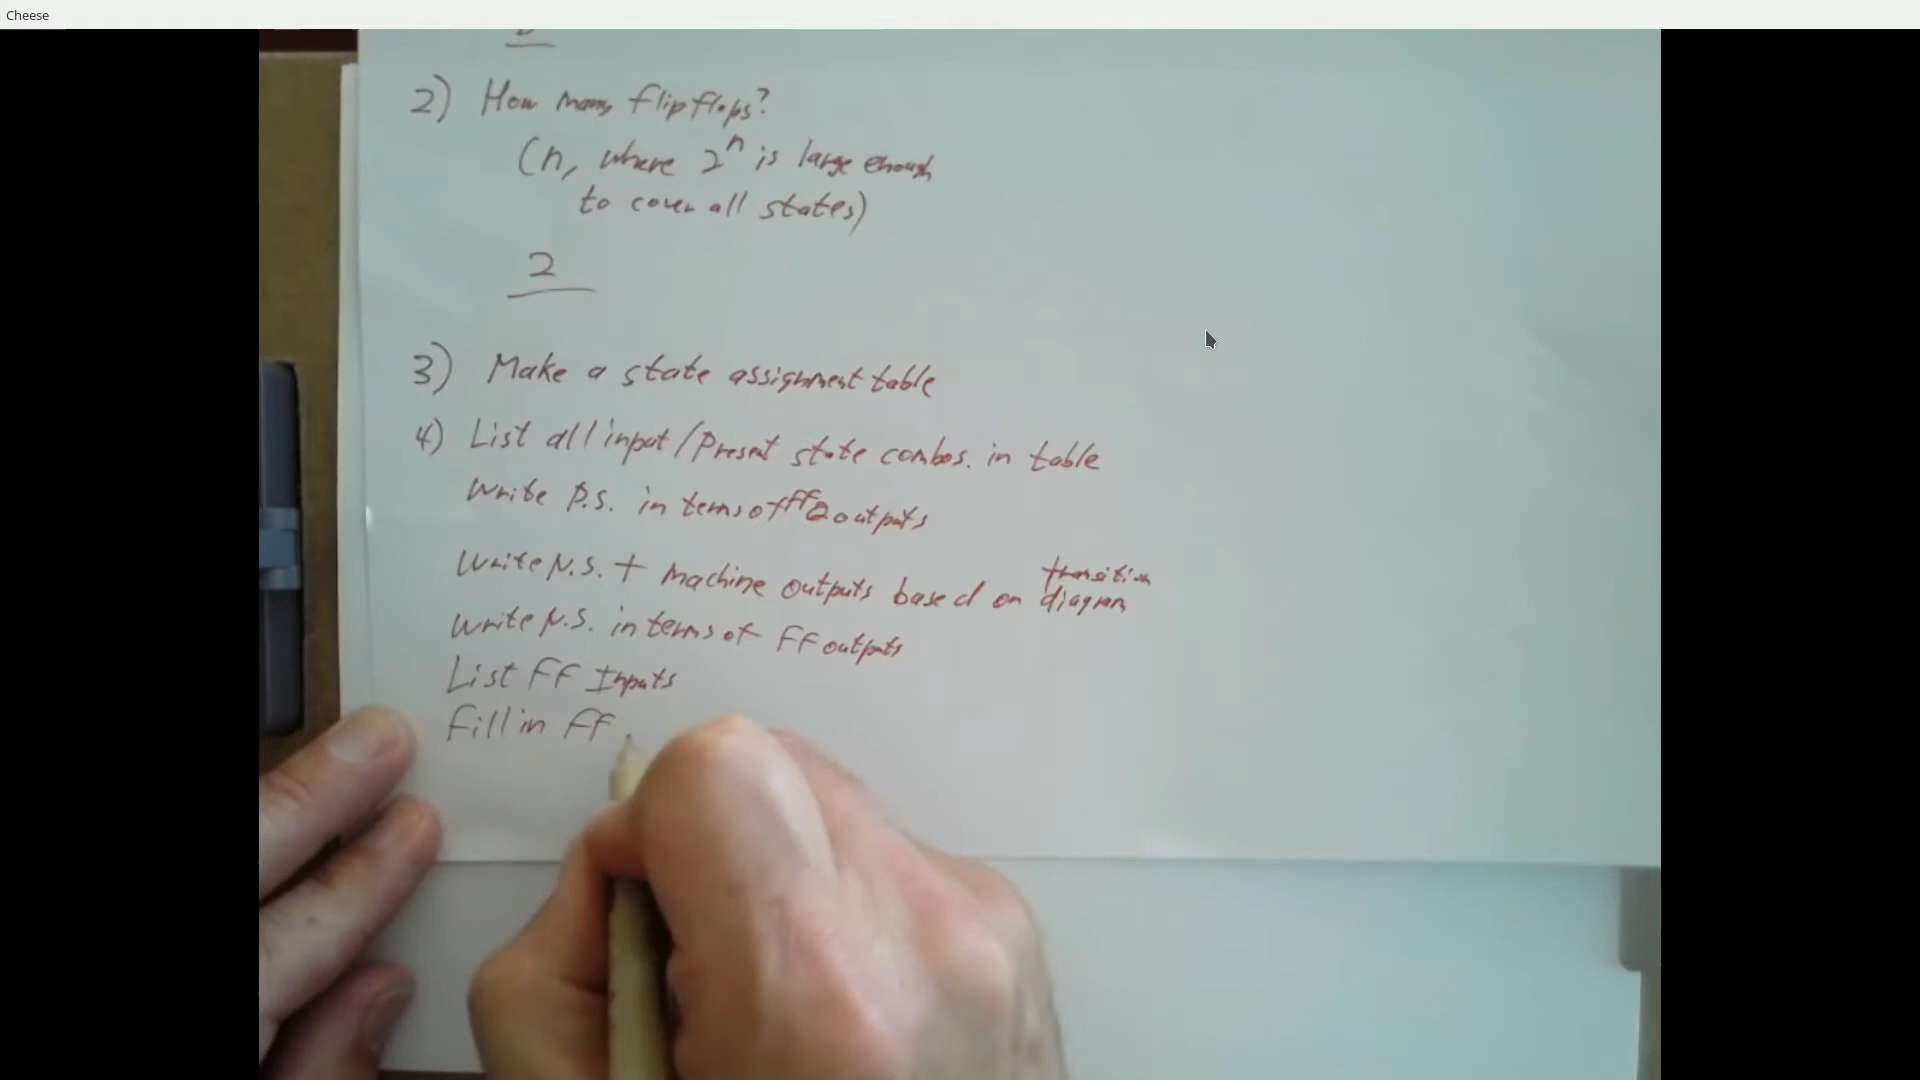 Cheese
2) How many flipflops?
(n, where 2^n is large enough
to cover all states)
2
3) Make a state assignment table
4) List all input/Present state combos. in table
Write P.S. in terms of FF Q outputs
Write N.S. + machine outputs based on transition
diagram
Write N.S. in terms of FF outputs
List FF Inputs
Fill in FF